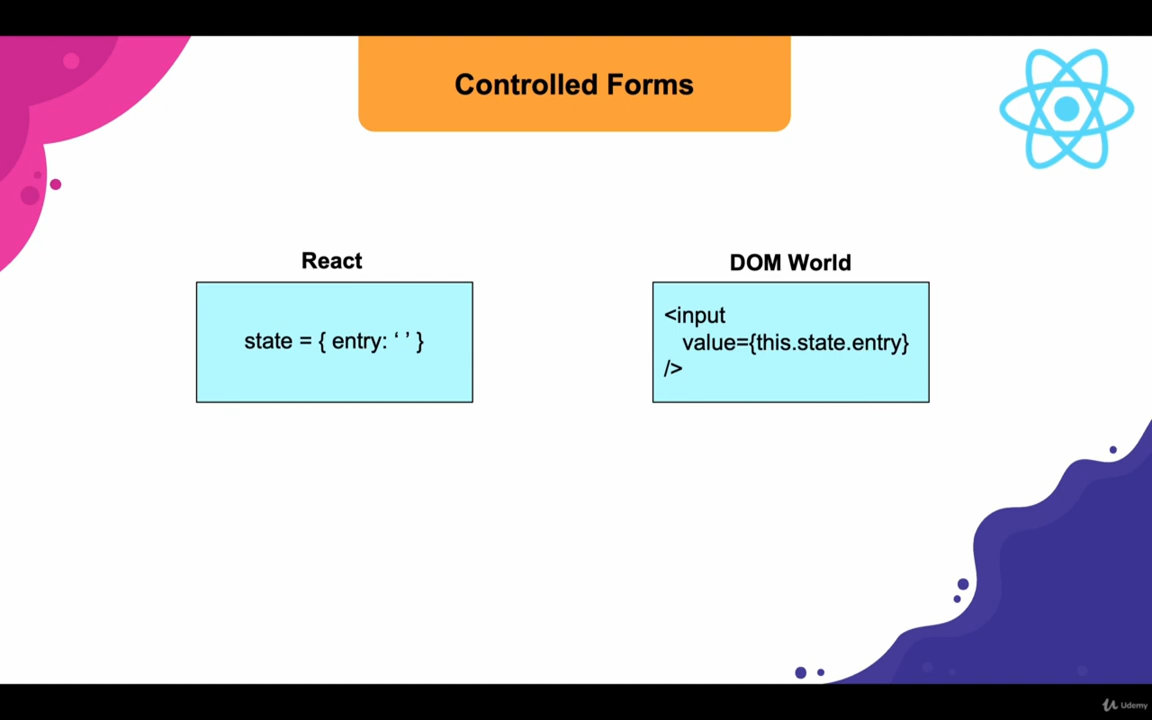 Controlled Forms
React
state = { entry: ‘ ’ }
DOM World
<input
value={this.state.entry}
/>
Udemy